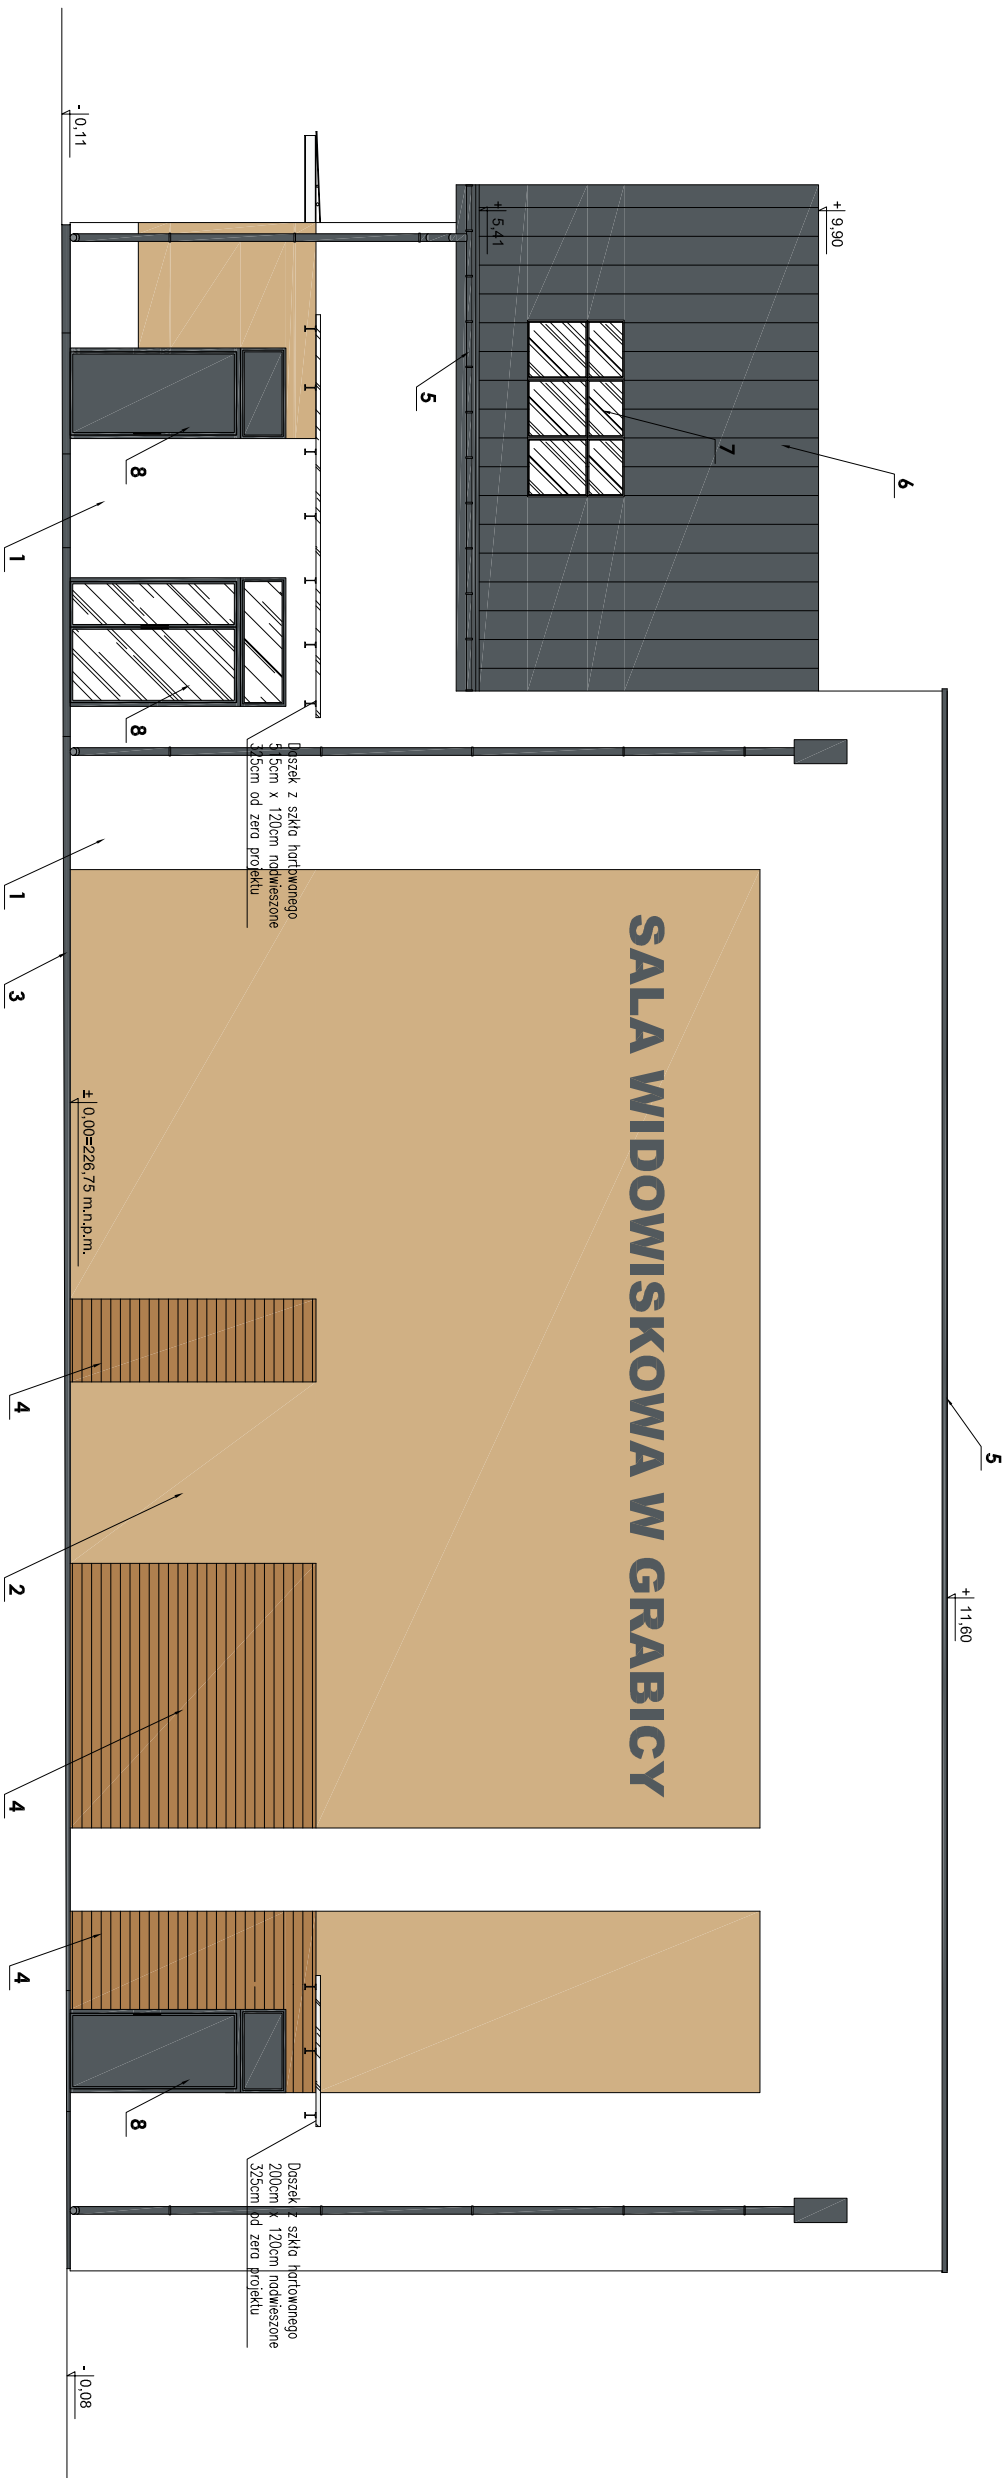 5
+ 11,60
+ 9,90
6
7
+ 5,41
5
SALA WIDOWISKOWA W GRABICY
Daszek z szkła hartowanego
515cm x 120cm nadwieszone
325cm od zera projektu
Daszek z szkła hartowanego
200cm x 120cm nadwieszone
325cm od zera projektu
8
8
8
- 0,11
± 0,00=226,75 m.n.p.m.
- 0,08
1
1
3
4
2
4
4